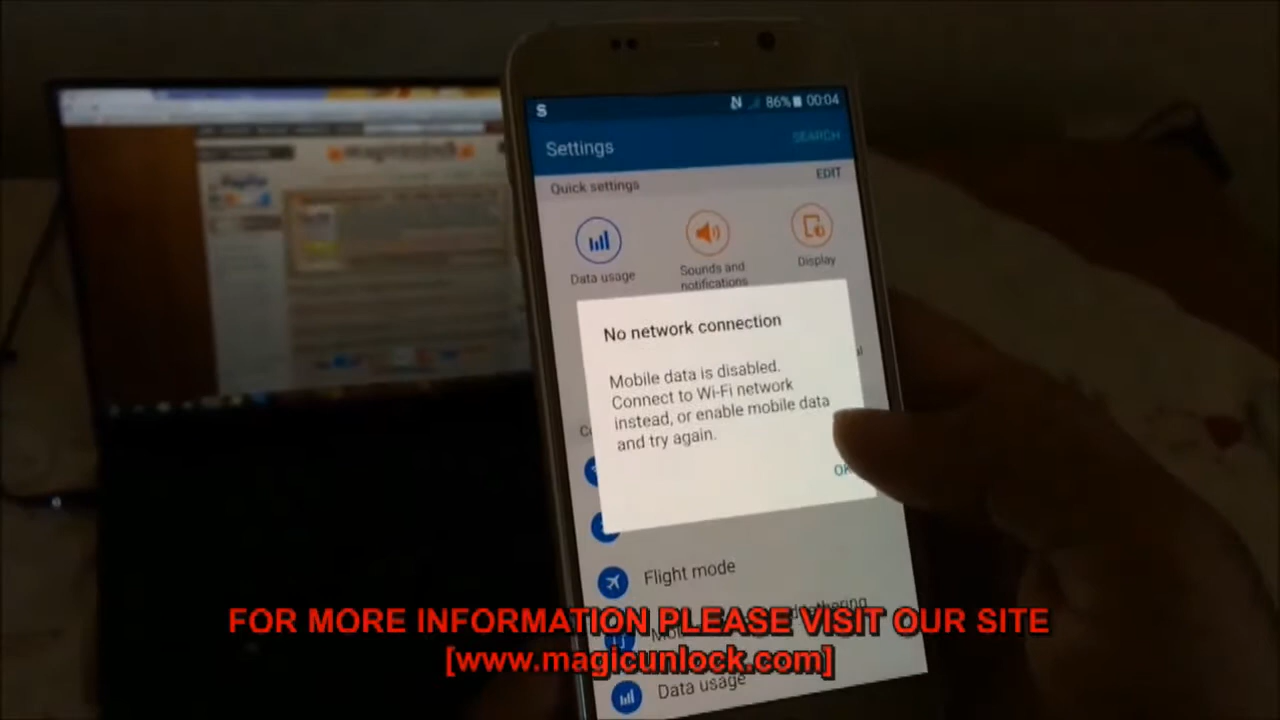 S
N 86% 00:04
Settings
SEARCH
Quick settings
EDIT
Data usage
Sounds and
notifications
Display
No network connection
Mobile data is disabled.
Connect to Wi-Fi network
instead, or enable mobile data
and try again.
OK
Flight mode
Data usage
FOR MORE INFORMATION PLEASE VISIT OUR SITE
[www.magicunlock.com]